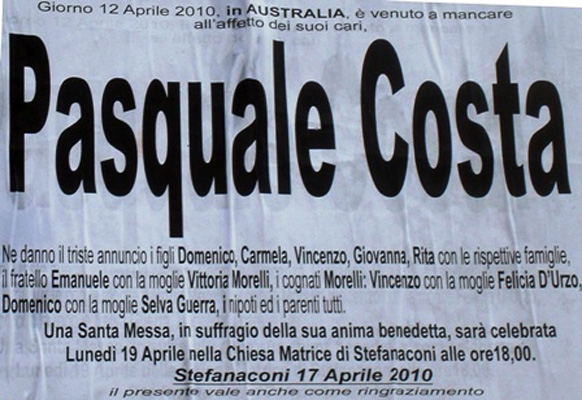 Giorno 12 Aprile 2010, in AUSTRALIA, è venuto a mancare
all'affetto dei suoi cari,
Pasquale Costa
Ne danno il triste annuncio i figli Domenico, Carmela, Vincenzo, Giovanna, Rita con le rispettive famiglie,
il fratello Emanuele con la moglie Vittoria Morelli, i cognati Morelli: Vincenzo con la moglie Felicia D'Urzo,
Domenico con la moglie Selva Guerra, i nipoti ed i parenti tutti.
Una Santa Messa, in suffragio della sua anima benedetta, sarà celebrata
Lunedì 19 Aprile nella Chiesa Matrice di Stefanaconi alle ore18,00.
Stefanaconi 17 Aprile 2010
il presente vale anche come ringraziamento